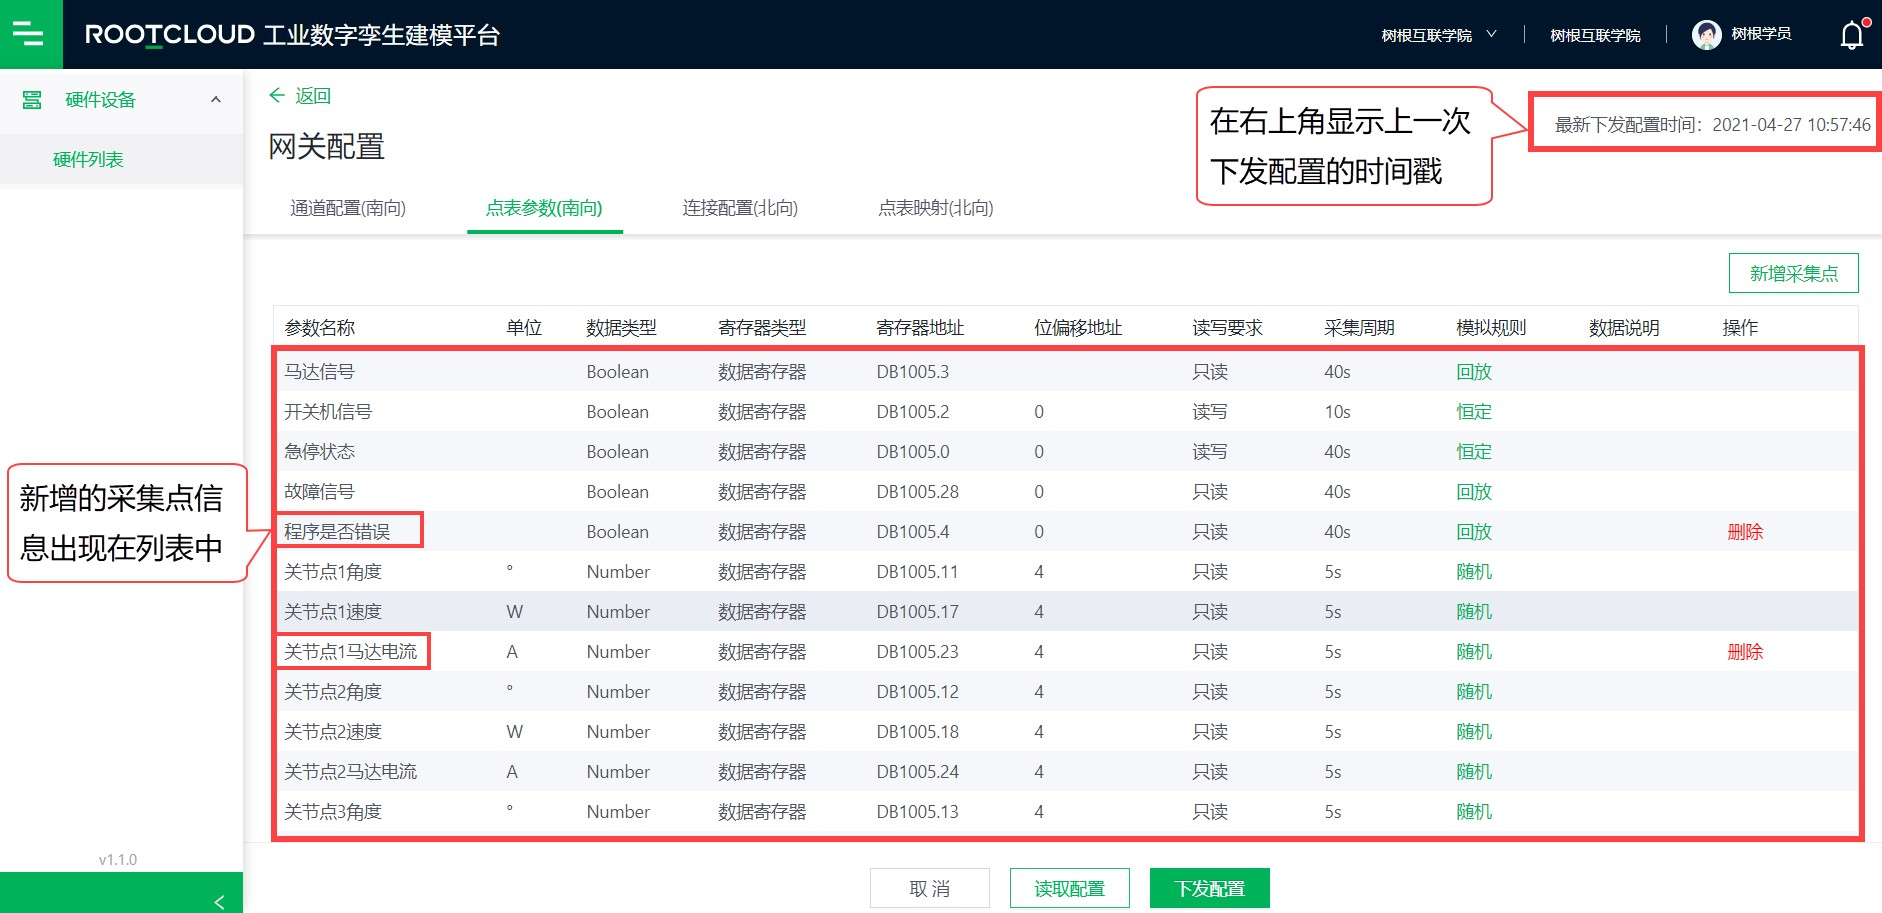 ROOTCLOUD 工业数字孪生建模平台
树根互联学院
树根互联学院
树根学员
硬件设备
硬件列表
返回
网关配置
在右上角显示上一次
下发配置的时间戳
最新下发配置时间：2021-04-27 10:57:46
通道配置(南向) 点表参数(南向) 连接配置(北向) 点表映射(北向)
新增采集点
参数名称 单位 数据类型 寄存器类型 寄存器地址 位偏移地址 读写要求 采集周期 模拟规则 数据说明 操作
马达信号 Boolean 数据寄存器 DB1005.3 只读 40s 回放
开关机信号 Boolean 数据寄存器 DB1005.2 0 读写 10s 恒定
急停状态 Boolean 数据寄存器 DB1005.0 0 读写 40s 恒定
故障信号 Boolean 数据寄存器 DB1005.28 0 只读 40s 回放
程序是否错误 Boolean 数据寄存器 DB1005.4 0 只读 40s 回放 删除
关节点1角度 ° Number 数据寄存器 DB1005.11 4 只读 5s 随机
关节点1速度 W Number 数据寄存器 DB1005.17 4 只读 5s 随机
关节点1马达电流 A Number 数据寄存器 DB1005.23 4 只读 5s 随机 删除
关节点2角度 ° Number 数据寄存器 DB1005.12 4 只读 5s 随机
关节点2速度 W Number 数据寄存器 DB1005.18 4 只读 5s 随机
关节点2马达电流 A Number 数据寄存器 DB1005.24 4 只读 5s 随机
关节点3角度 ° Number 数据寄存器 DB1005.13 4 只读 5s 随机
新增的采集点信
息出现在列表中
v1.1.0
取 消 读取配置 下发配置